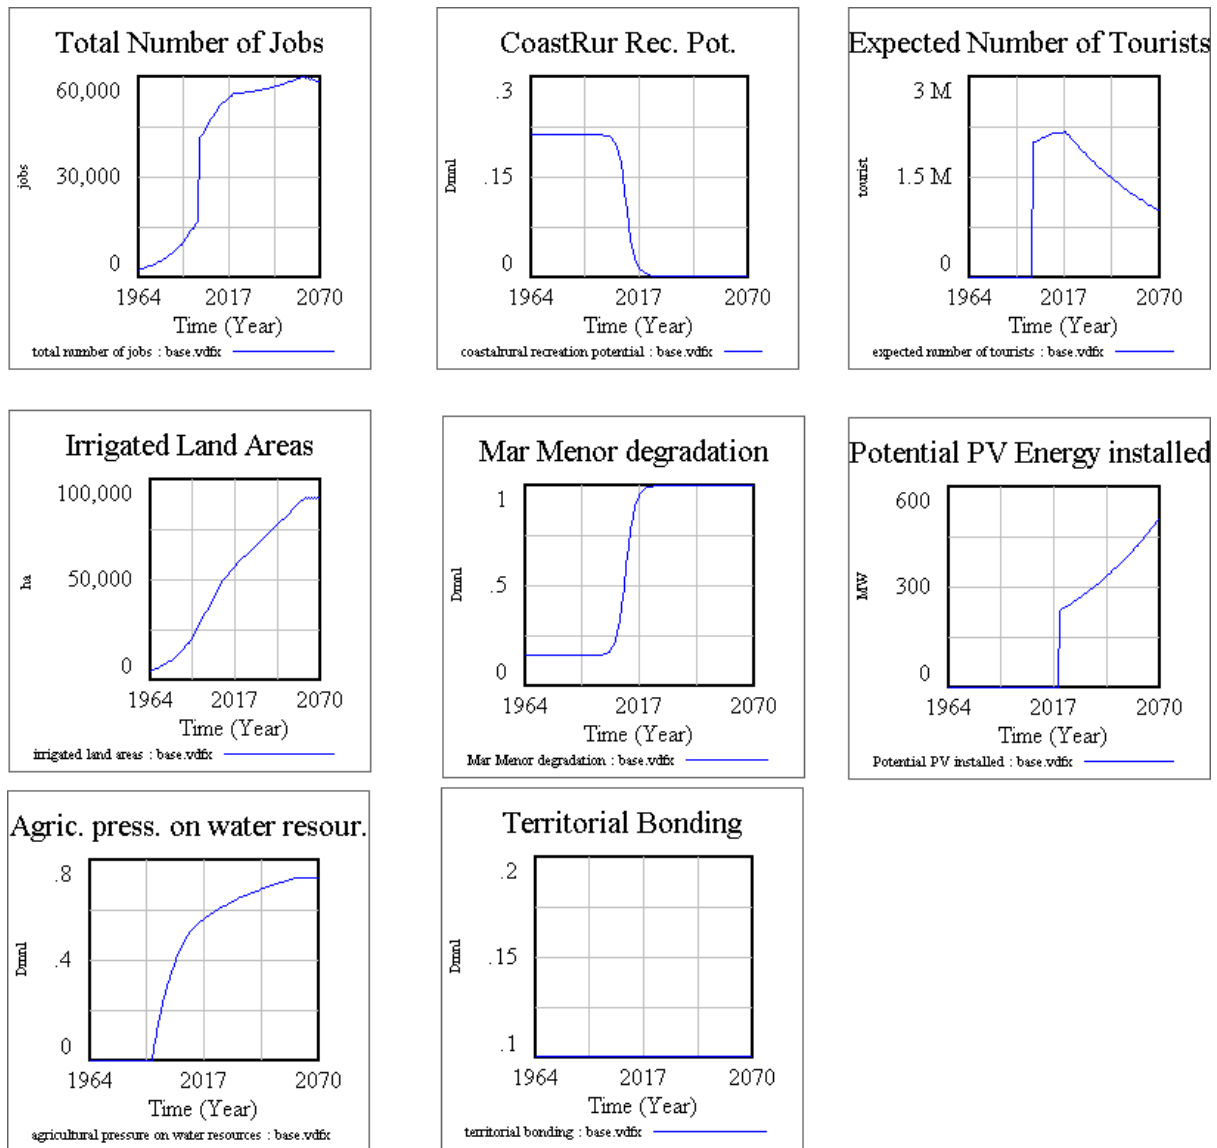 Total Number of Jobs
60,000
30,000
0
jobs
1964 2017 2070
Time (Year)
total number of jobs : base.vdfx
CoastRur Rec. Pot.
.3
.15
0
Dmnl
1964 2017 2070
Time (Year)
coastalrural recreation potential : base.vdfx
Expected Number of Tourists
3 M
1.5 M
0
tourist
1964 2017 2070
Time (Year)
expected number of tourists : base.vdfx
Irrigated Land Areas
100,000
50,000
0
ha
1964 2017 2070
Time (Year)
irrigated land areas : base.vdfx
Mar Menor degradation
1
.5
0
Dmnl
1964 2017 2070
Time (Year)
Mar Menor degradation : base.vdfx
Potential PV Energy installed
600
300
0
MW
1964 2017 2070
Time (Year)
Potential PV installed : base.vdfx
Agric. press. on water resour.
.8
.4
0
Dmnl
1964 2017 2070
Time (Year)
agricultural pressure on water resources : base.vdfx
Territorial Bonding
.2
.15
.1
Dmnl
1964 2017 2070
Time (Year)
territorial bonding : base.vdfx